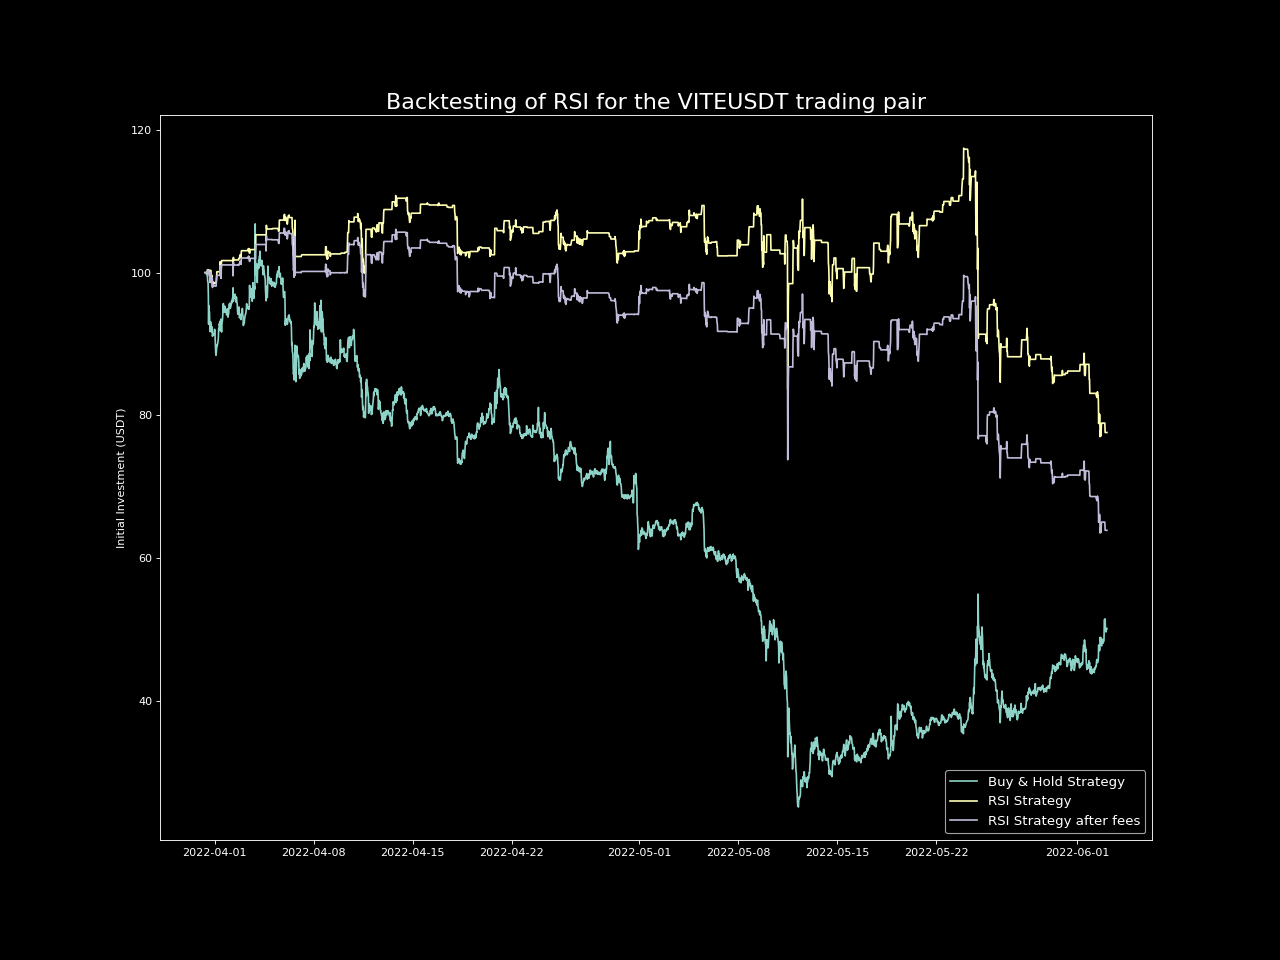 Backtesting of RSI for the VITEUSDT trading pair
120
100
80
60
40
Initial Investment (USDT)
2022-04-01 2022-04-08 2022-04-15 2022-04-22 2022-05-01 2022-05-08 2022-05-15 2022-05-22 2022-06-01
Buy & Hold Strategy
RSI Strategy
RSI Strategy after fees